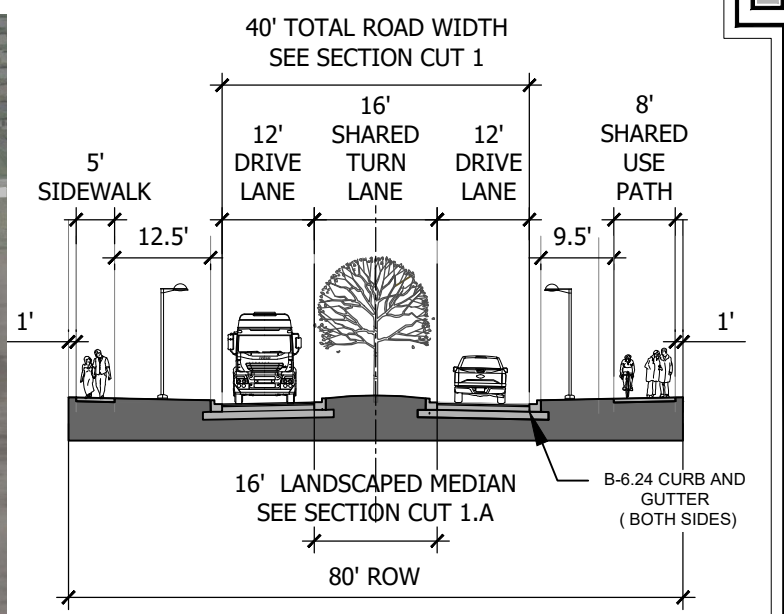 40' TOTAL ROAD WIDTH
SEE SECTION CUT 1
16'
SHARED
TURN
LANE
12'
DRIVE
LANE
12'
DRIVE
LANE
8'
SHARED
USE
PATH
5'
SIDEWALK
12.5'
9.5'
1'
1'
16' LANDSCAPED MEDIAN
SEE SECTION CUT 1.A
B-6.24 CURB AND
GUTTER
( BOTH SIDES)
80' ROW